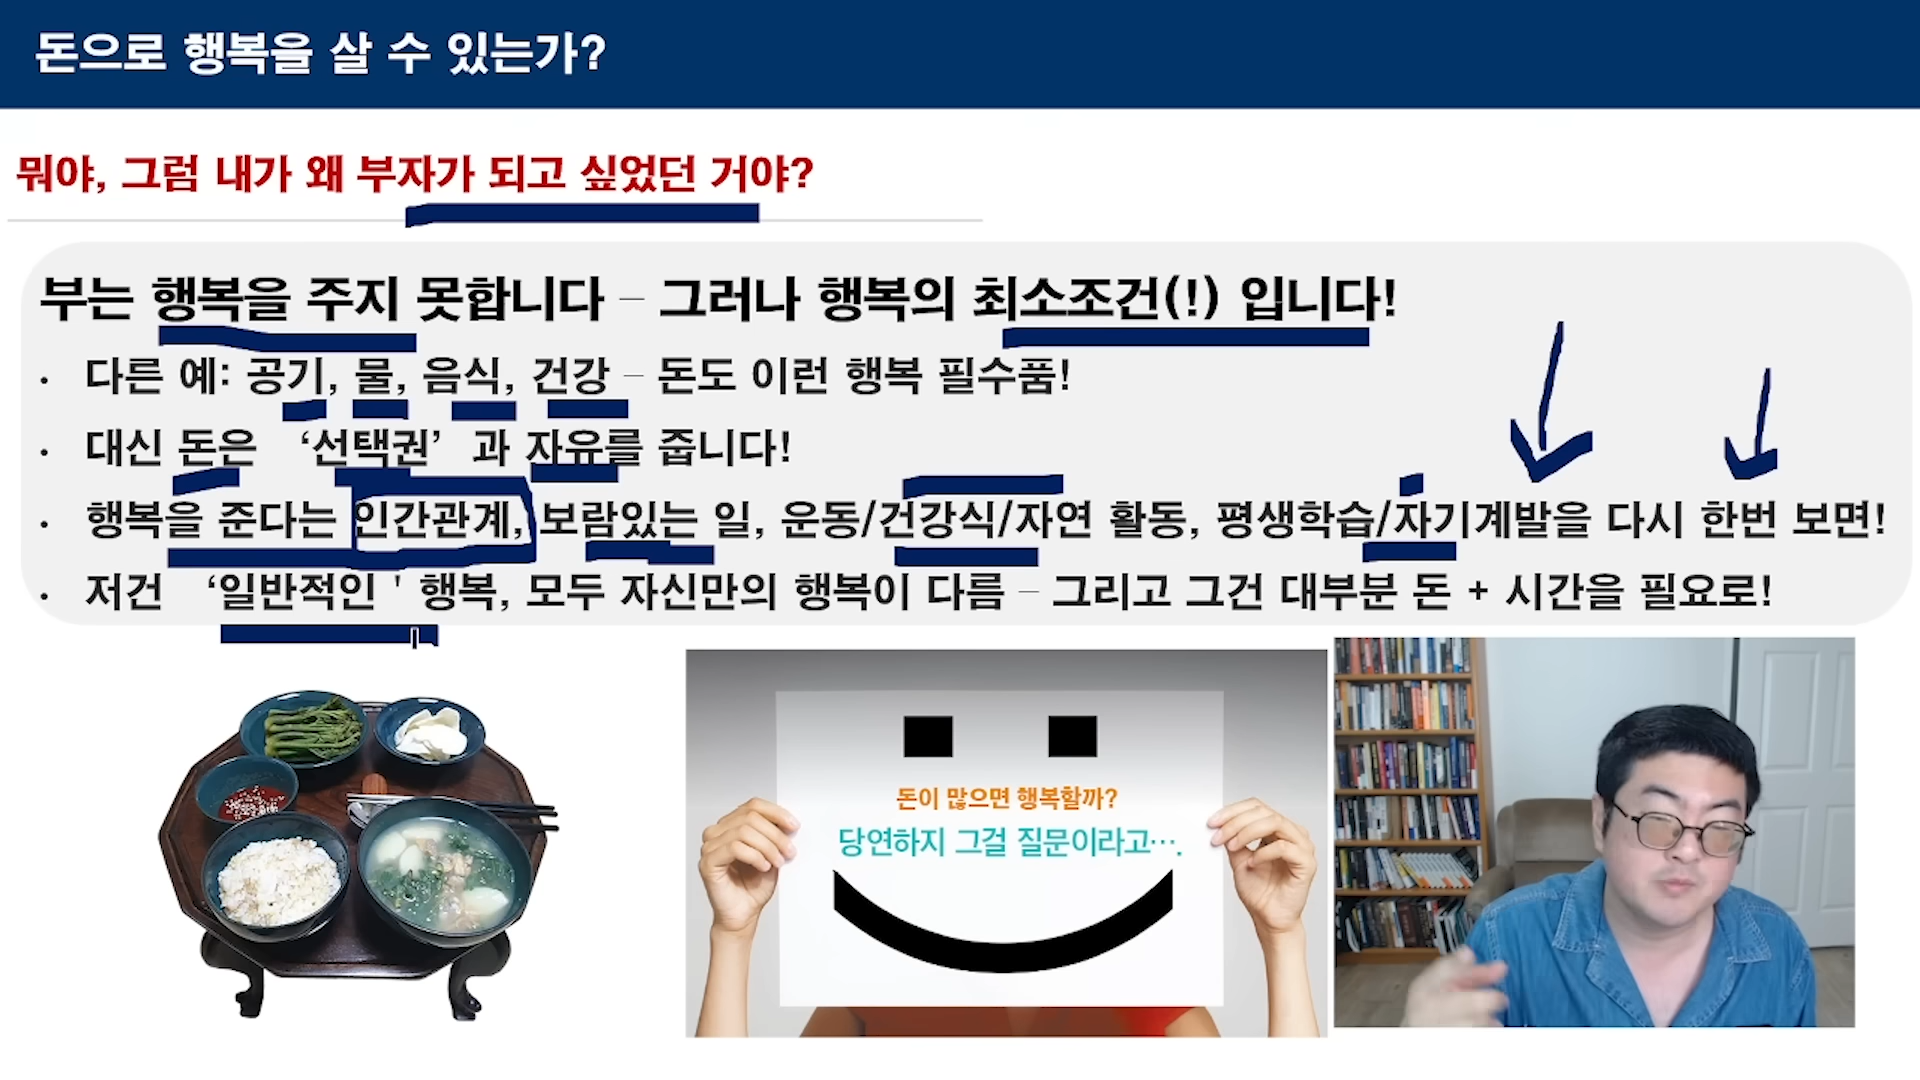 돈으로 행복을 살 수 있는가?
뭐야, 그럼 내가 왜 부자가 되고 싶었던 거야?
부는 행복을 주지 못합니다 – 그러나 행복의 최소조건(!) 입니다!
• 다른 예: 공기, 물, 음식, 건강 – 돈도 이런 행복 필수품!
• 대신 돈은 ‘선택권’ 과 자유를 줍니다!
• 행복을 준다는 인간관계, 보람있는 일, 운동/건강식/자연 활동, 평생학습/자기계발을 다시 한번 보면!
• 저건 ‘일반적인 ' 행복, 모두 자신만의 행복이 다름 – 그리고 그건 대부분 돈 + 시간을 필요로!
돈이 많으면 행복할까?
당연하지 그걸 질문이라고….